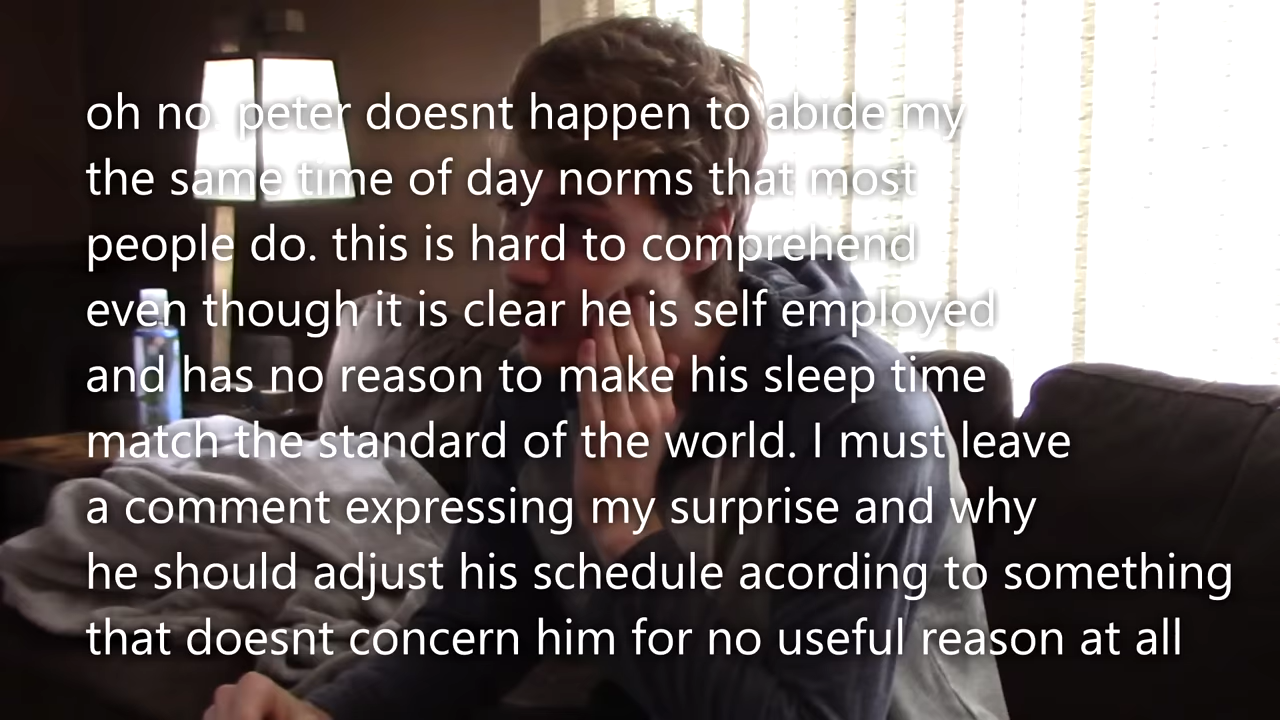 oh no  peter doesnt happen to abide my
the same time of day norms that most
people do. this is hard to comprehend
even though it is clear he is self employed
and has no reason to make his sleep time
match the standard of the world. I must leave
a comment expressing my surprise and why
he should adjust his schedule acording to something
that doesnt concern him for no useful reason at all